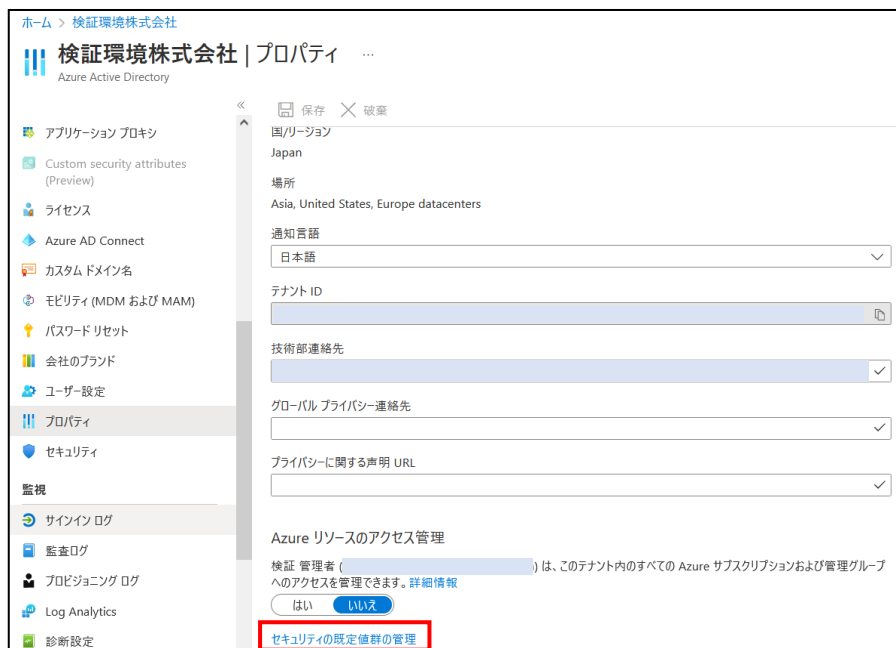 ホーム > 検証環境株式会社
検証環境株式会社 | プロパティ ...
Azure Active Directory
«
アプリケーション プロキシ
Custom security attributes
(Preview)
ライセンス
Azure AD Connect
カスタム ドメイン名
モビリティ (MDM および MAM)
パスワード リセット
会社のブランド
ユーザー設定
プロパティ
セキュリティ
監視
サインイン ログ
監査ログ
プロビジョニング ログ
Log Analytics
診断設定
保存 破棄
国/リージョン
Japan
場所
Asia, United States, Europe datacenters
通知言語
日本語
テナント ID
技術部連絡先
グローバル プライバシー連絡先
プライバシーに関する声明 URL
Azure リソースのアクセス管理
検証 管理者 ( ) は、このテナント内のすべての Azure サブスクリプションおよび管理グループ
へのアクセスを管理できます。詳細情報
はい いいえ
セキュリティの既定値群の管理